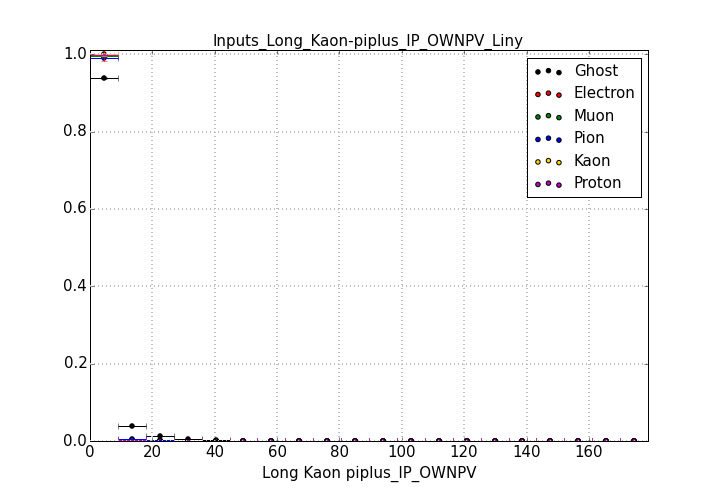 Inputs_Long_Kaon-piplus_IP_OWNPV_Liny
1.0
0.8
0.6
0.4
0.2
0.0
Ghost
Electron
Muon
Pion
Kaon
Proton
0 20 40 60 80 100 120 140 160
Long Kaon piplus_IP_OWNPV